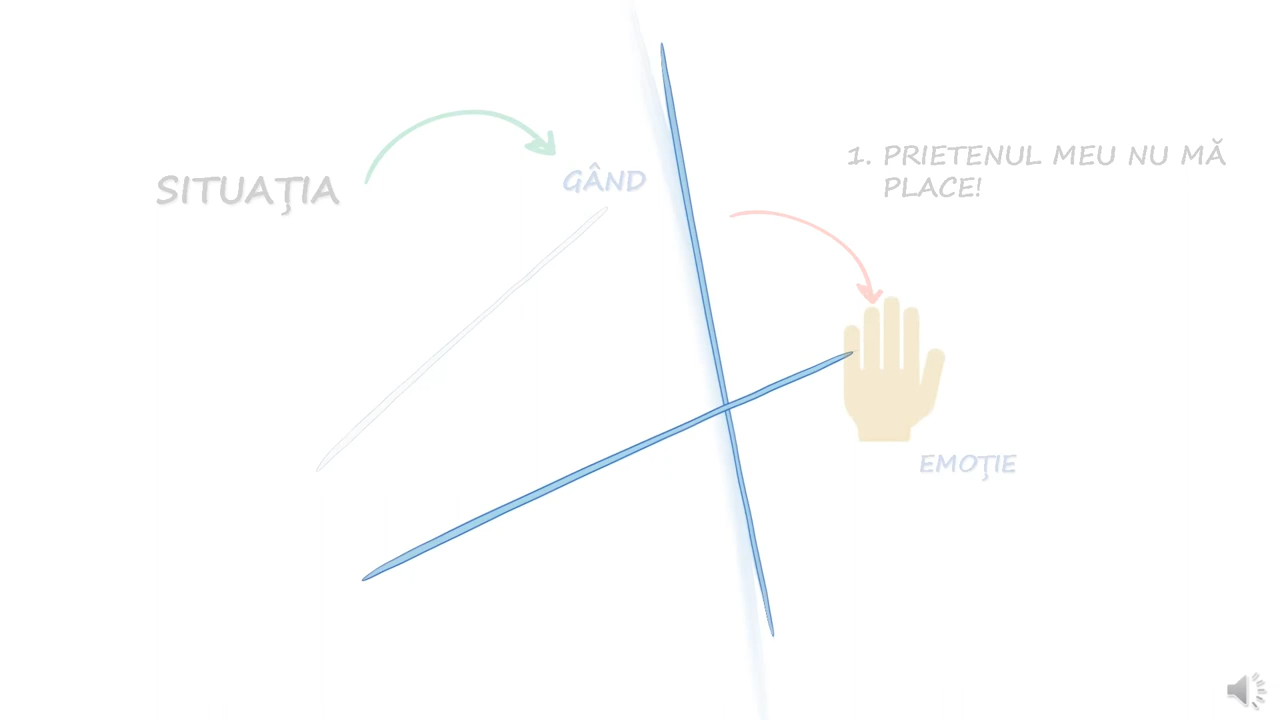 SITUAŢIA
GÂND
1. PRIETENUL MEU NU MĂ
PLACE!
EMOŢIE